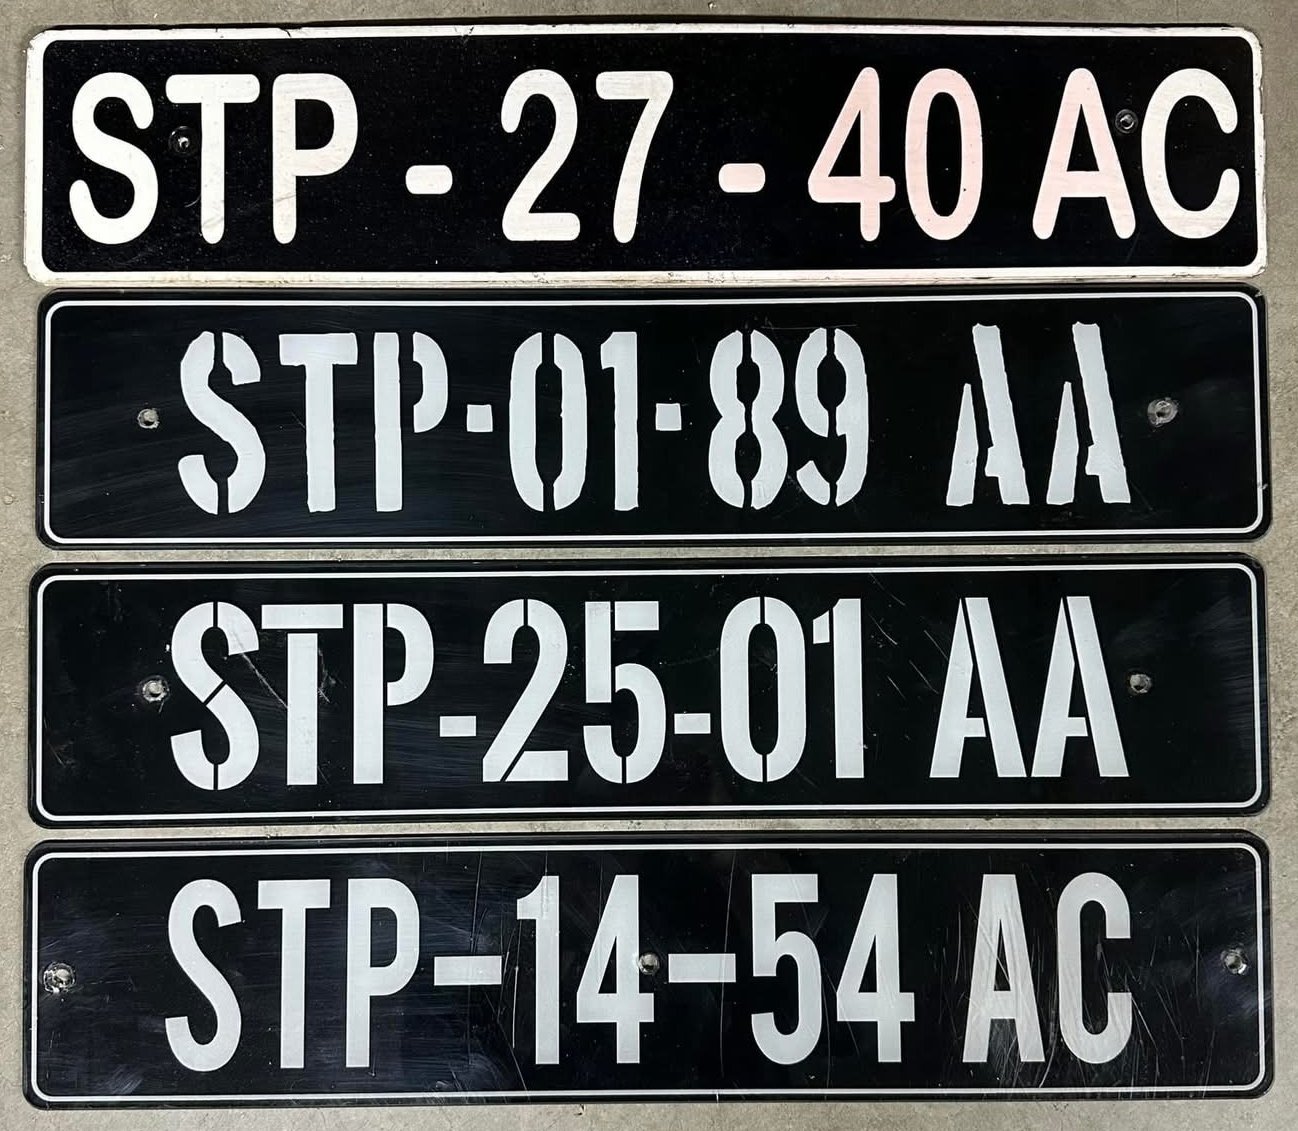 STP - 27 - 40 AC
STP-01-89 AA
STP-25-01 AA
STP-14-54 AC